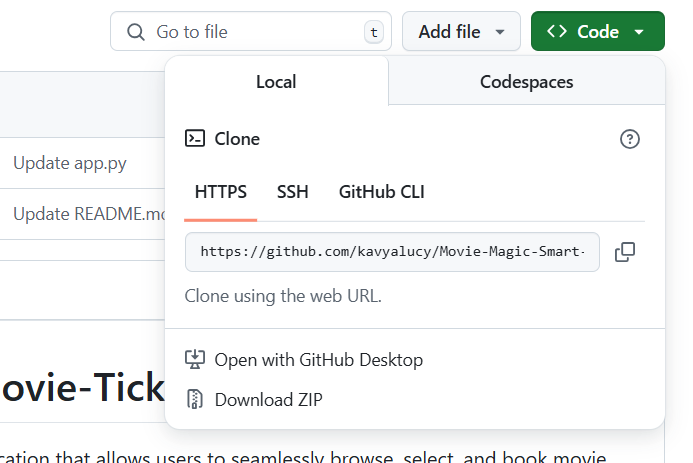 Go to file
t
Add file
Code
Local
Codespaces
Clone
Update app.py
HTTPS
SSH
GitHub CLI
Update README.md
https://github.com/kavyalucy/Movie-Magic-Smart-
Clone using the web URL.
Open with GitHub Desktop
ovie-Tick
Download ZIP
cation that allows users to seamlessly browse, select, and book movie